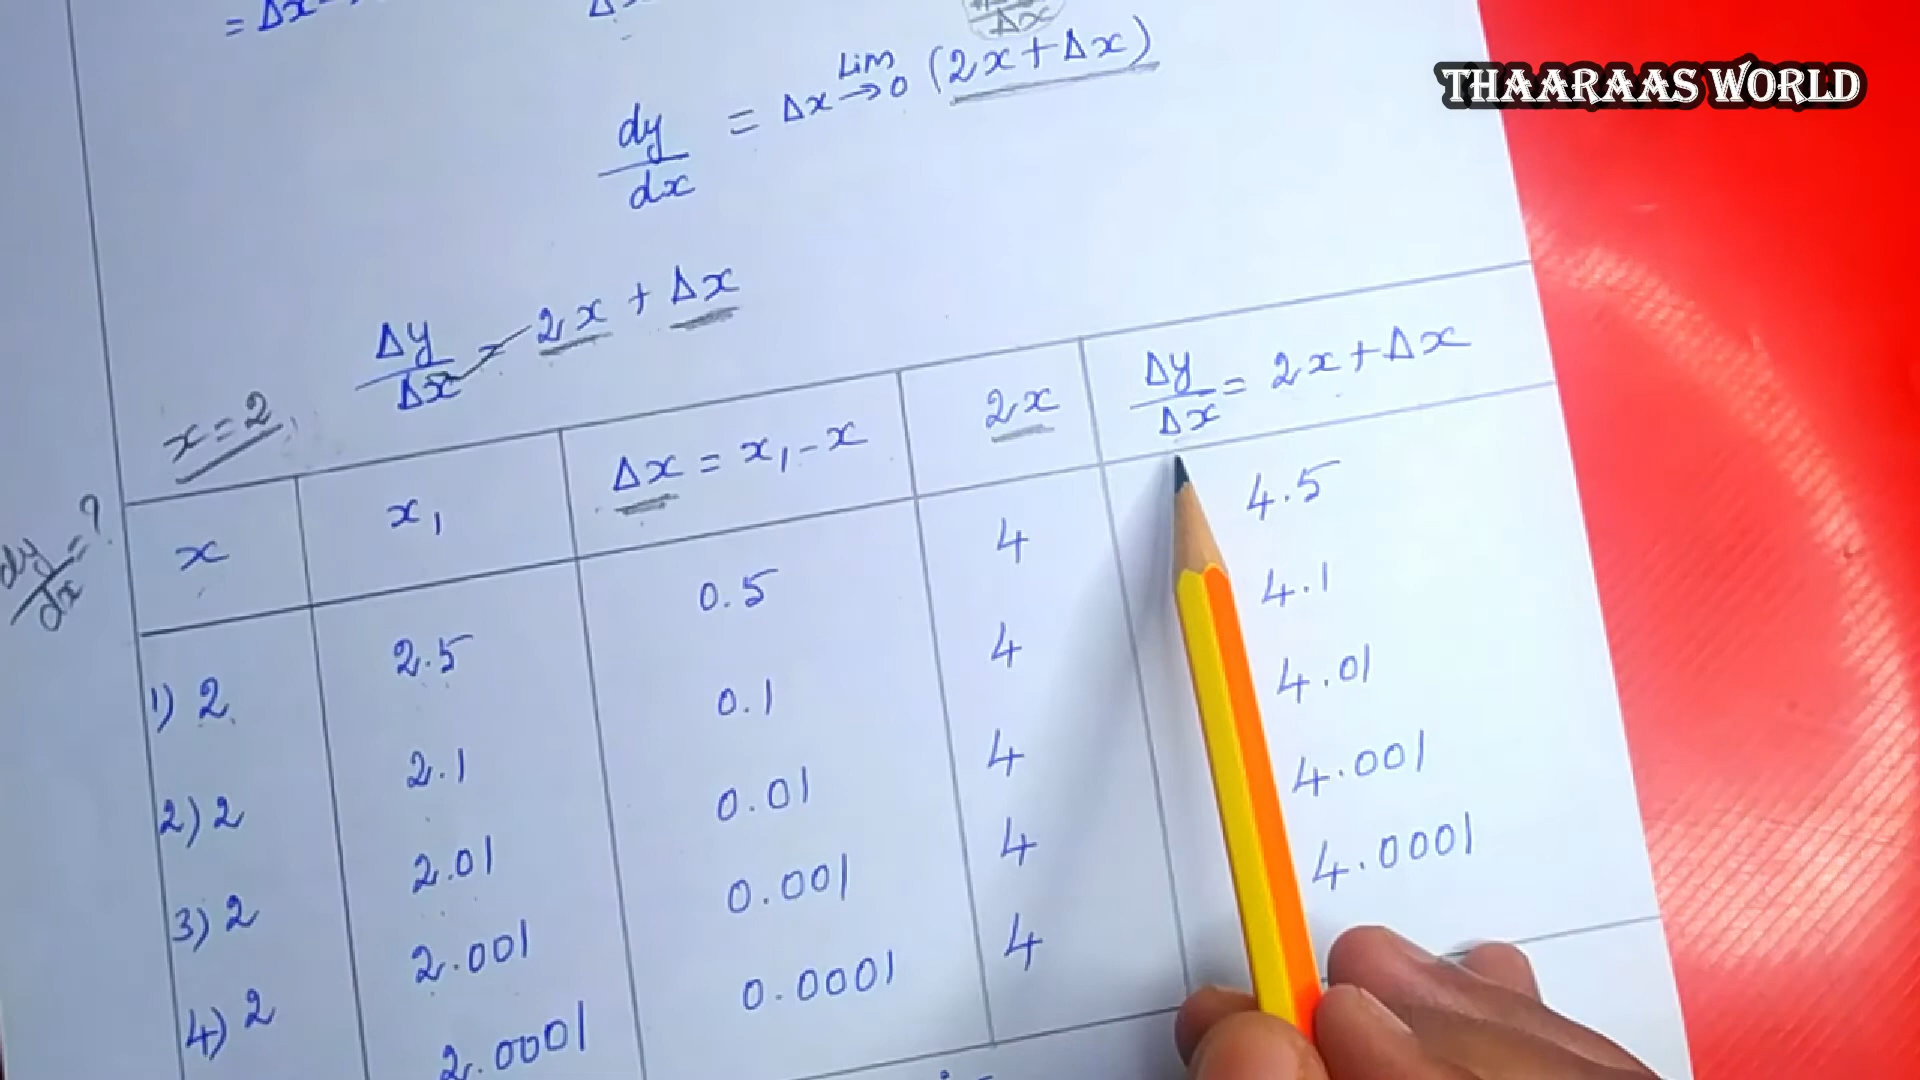 = Δx
Δx
THAARAAS WORLD
dy/dx = Lim Δx→0 (2x+Δx)
Δy/Δx = 2x + Δx
x=2,
dy/dx = ?
x x₁ Δx = x₁-x 2x Δy/Δx = 2x+Δx
1) 2 2.5 0.5 4 4.5
2) 2 2.1 0.1 4 4.1
3) 2 2.01 0.01 4 4.01
4) 2 2.001 0.001 4 4.001
2.0001 0.0001 4 4.0001